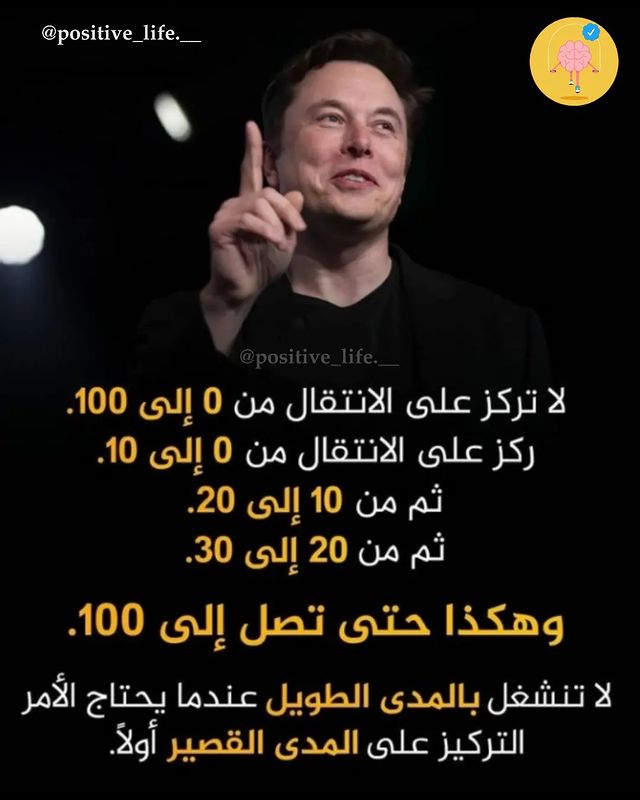 @positive_life.__
@positive_life.__
لا تركز على الانتقال من 0 إلى 100.
ركز على الانتقال من 0 إلى 10.
ثم من 10 إلى 20.
ثم من 20 إلى 30.
وهكذا حتى تصل إلى 100.
لا تنشغل بالمدى الطويل عندما يحتاج الأمر
التركيز على المدى القصير أولاً.